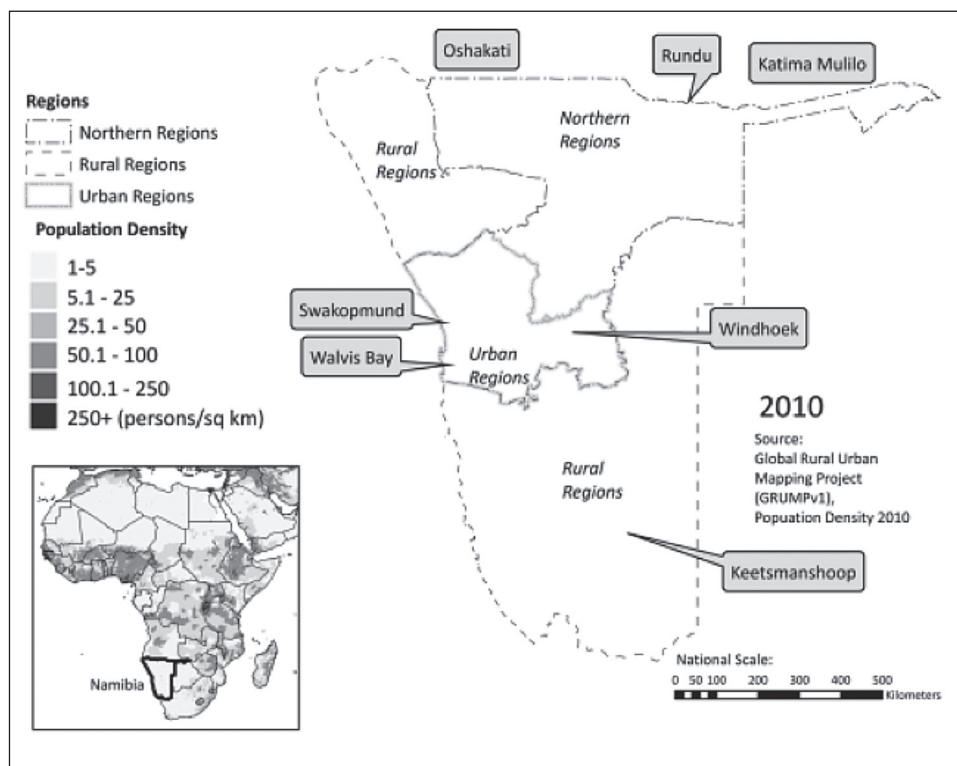 Oshakati
Rundu
Katima Mulilo
Regions
Northern Regions
Rural Regions
Urban Regions
Population Density
1-5
5.1 - 25
25.1 - 50
50.1 - 100
100.1 - 250
250+ (persons/sq km)
Northern
Regions
Rural
Regions
Swakopmund
Walvis Bay
Windhoek
Urban
Regions
2010
Source:
Global Rural Urban
Mapping Project
(GRUMPv1),
Popuation Density 2010
Rural
Regions
Keetsmanshoop
Namibia
National Scale:
0 50 100 200 300 400 500
Kilometers